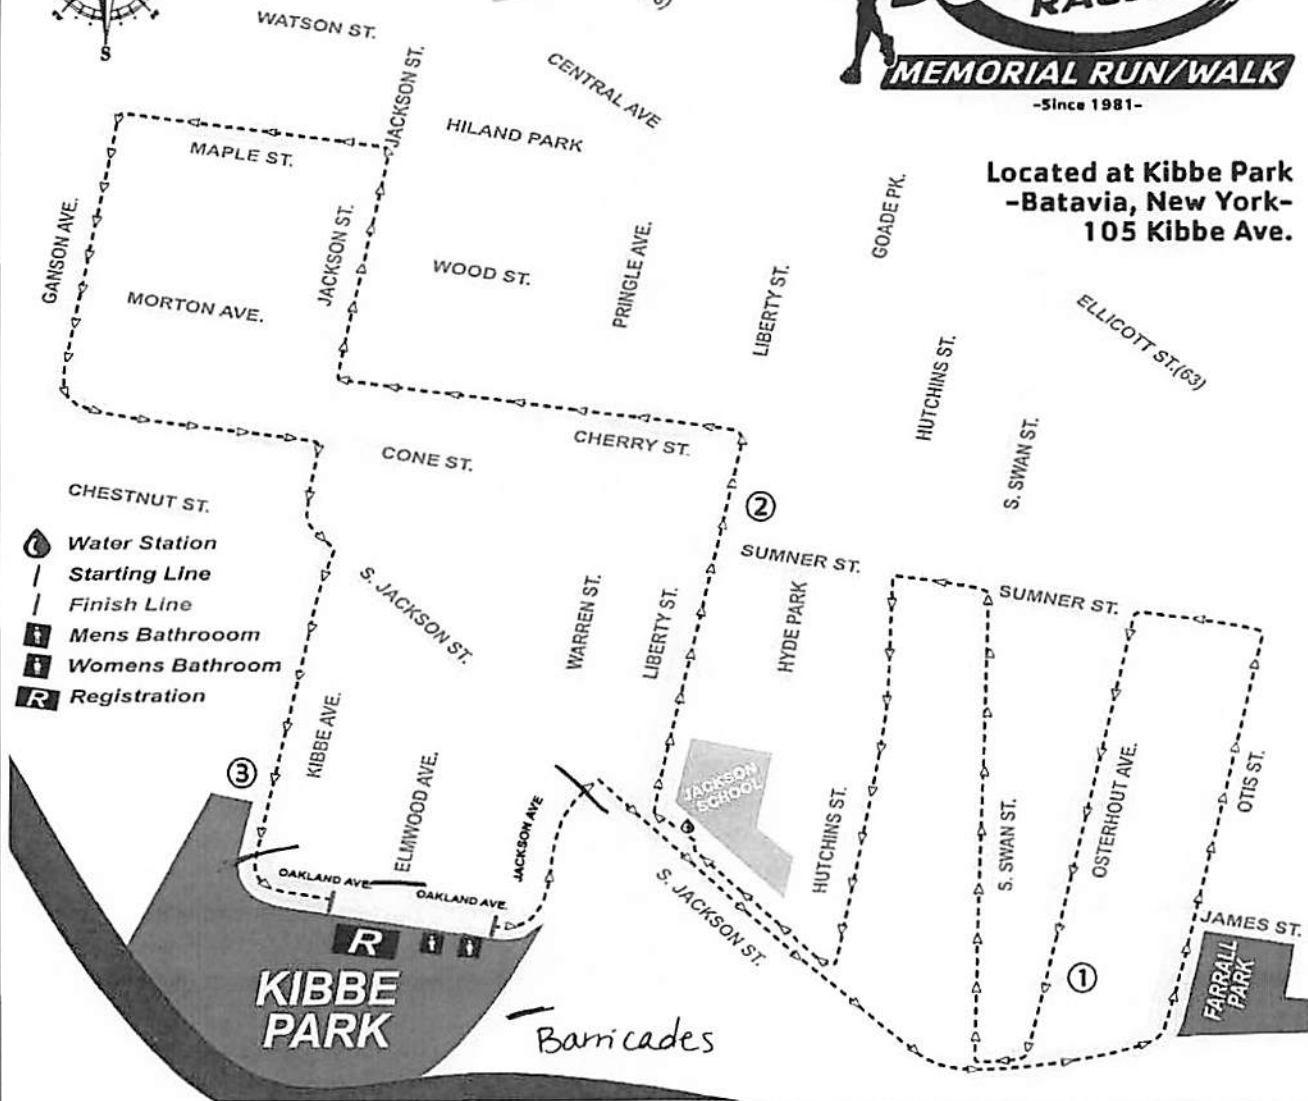 S
WATSON ST.
JACKSON ST.
CENTRAL AVE
HILAND PARK
MEMORIAL RUN/WALK
-Since 1981-
Located at Kibbe Park
-Batavia, New York-
105 Kibbe Ave.
MAPLE ST.
GANSON AVE.
JACKSON ST.
WOOD ST.
PRINGLE AVE.
GOADE PK.
LIBERTY ST.
MORTON AVE.
ELLICOTT ST.(63)
HUTCHINS ST.
S. SWAN ST.
CHERRY ST.
CONE ST.
CHESTNUT ST.
2
SUMNER ST.
SUMNER ST.
Water Station
Starting Line
Finish Line
Mens Bathrooom
Womens Bathroom
R Registration
S. JACKSON ST.
WARREN ST.
LIBERTY ST.
HYDE PARK
KIBBE AVE.
ELMWOOD AVE.
JACKSON AVE
JACKSON
SCHOOL
HUTCHINS ST.
S. SWAN ST.
OSTERHOUT AVE.
OTIS ST.
3
OAKLAND AVE.
OAKLAND AVE.
S. JACKSON ST.
JAMES ST.
FARRALL
PARK
1
R
KIBBE
PARK
Barricades